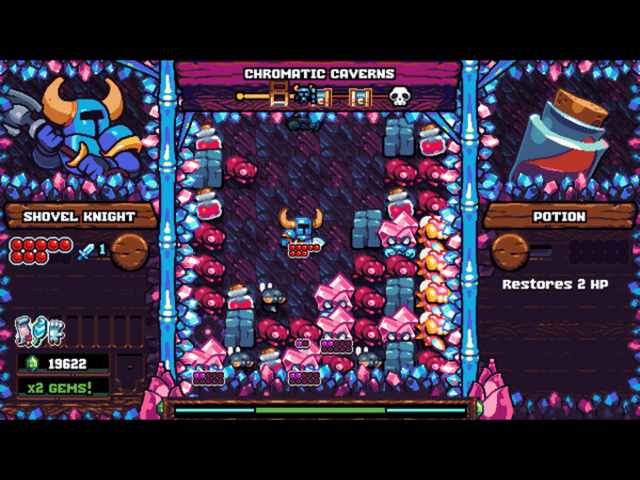 CHROMATIC CAVERNS
SHOVEL KNIGHT
POTION
1
Restores 2 HP
19622
x2 GEMS!